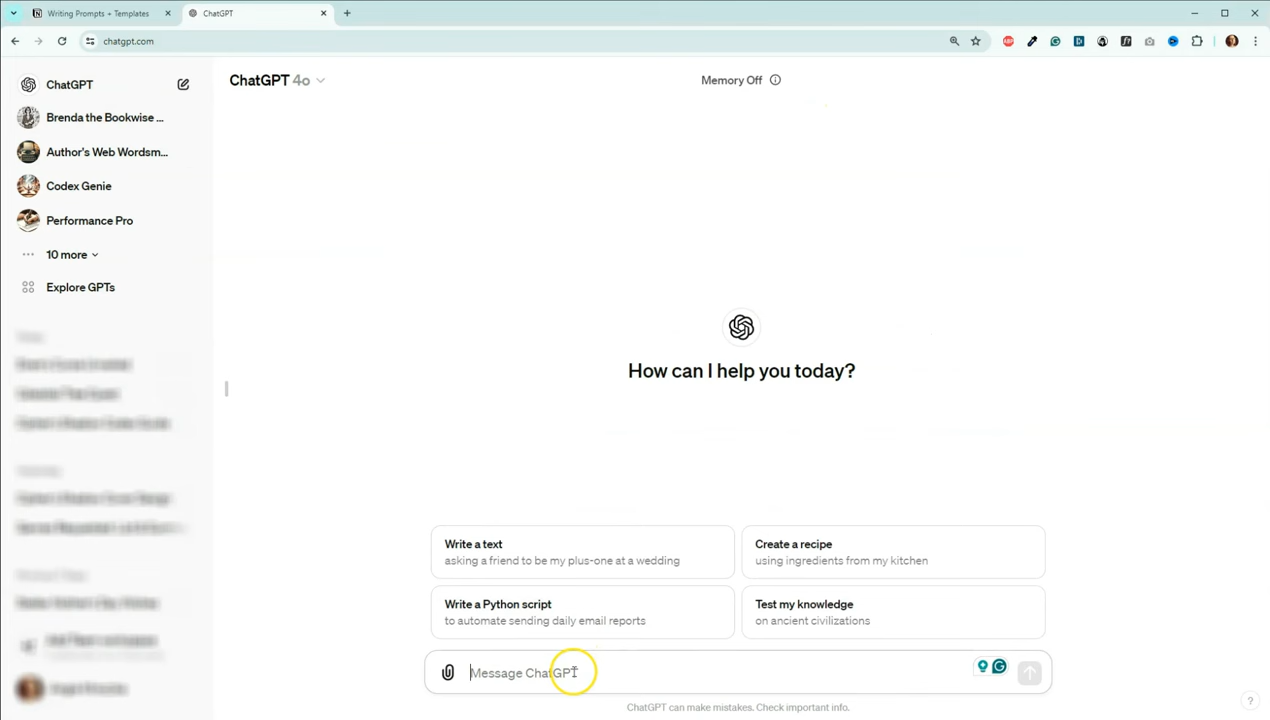 Writing Prompts + Templates
ChatGPT
chatgpt.com
ChatGPT
Brenda the Bookwise ...
Author's Web Wordsm...
Codex Genie
Performance Pro
10 more
Explore GPTs
ChatGPT 4o
Memory Off
How can I help you today?
Write a text
asking a friend to be my plus-one at a wedding
Create a recipe
using ingredients from my kitchen
Write a Python script
to automate sending daily email reports
Test my knowledge
on ancient civilizations
Message ChatGPT
ChatGPT can make mistakes. Check important info.
?